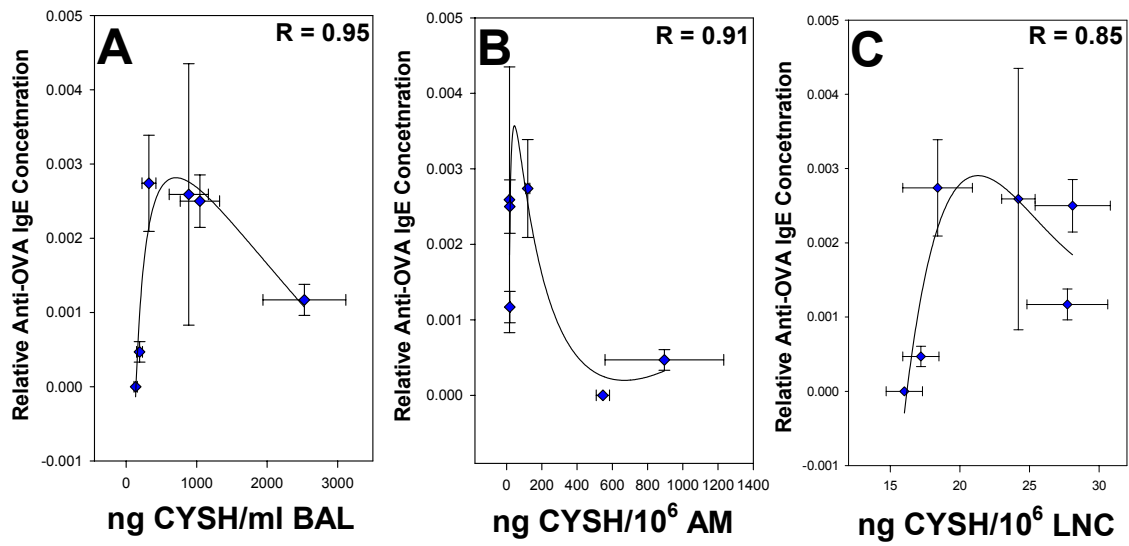 A
R = 0.95
Relative Anti-OVA IgE Concetnration
0.005
0.004
0.003
0.002
0.001
0.000
-0.001
0
1000
2000
3000
ng CYSH/ml BAL
B
R = 0.91
Relative Anti-OVA IgE Concetnration
0.005
0.004
0.003
0.002
0.001
0.000
0 200 400 600 800 1000 1200 1400
ng CYSH/10⁶ AM
C
R = 0.85
Relative Anti-OVA IgE Concetnration
0.005
0.004
0.003
0.002
0.001
0.000
-0.001
15
20
25
30
ng CYSH/10⁶ LNC